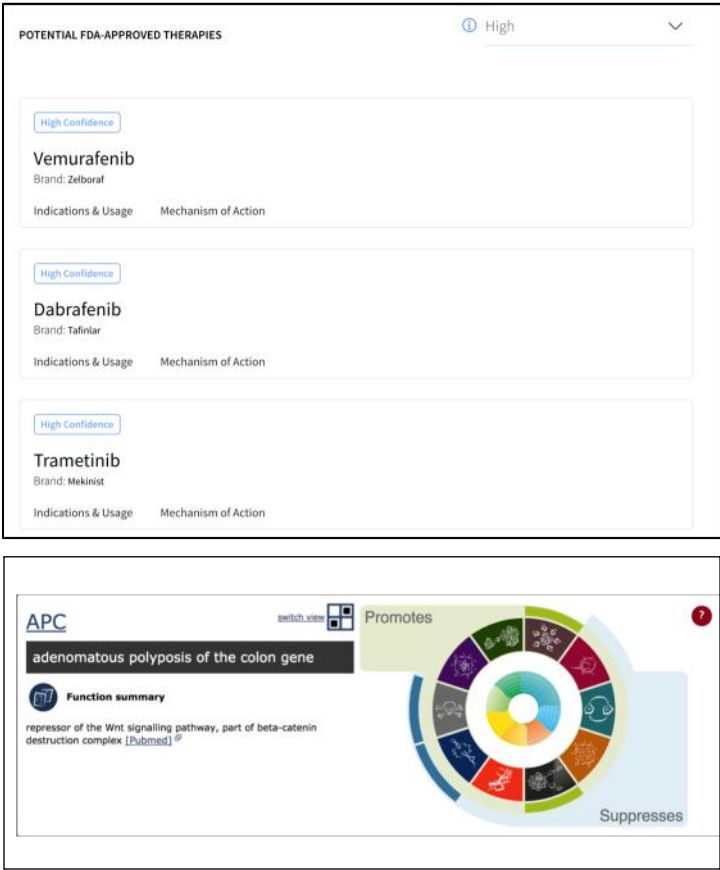 POTENTIAL FDA-APPROVED THERAPIES
High
High Confidence
Vemurafenib
Brand: Zelboraf
Indications & Usage Mechanism of Action
High Confidence
Dabrafenib
Brand: Tafinlar
Indications & Usage Mechanism of Action
High Confidence
Trametinib
Brand: Mekinist
Indications & Usage Mechanism of Action
APC
switch view
Promotes
?
adenomatous polyposis of the colon gene
Function summary
repressor of the Wnt signalling pathway, part of beta-catenin
destruction complex [Pubmed]
Suppresses